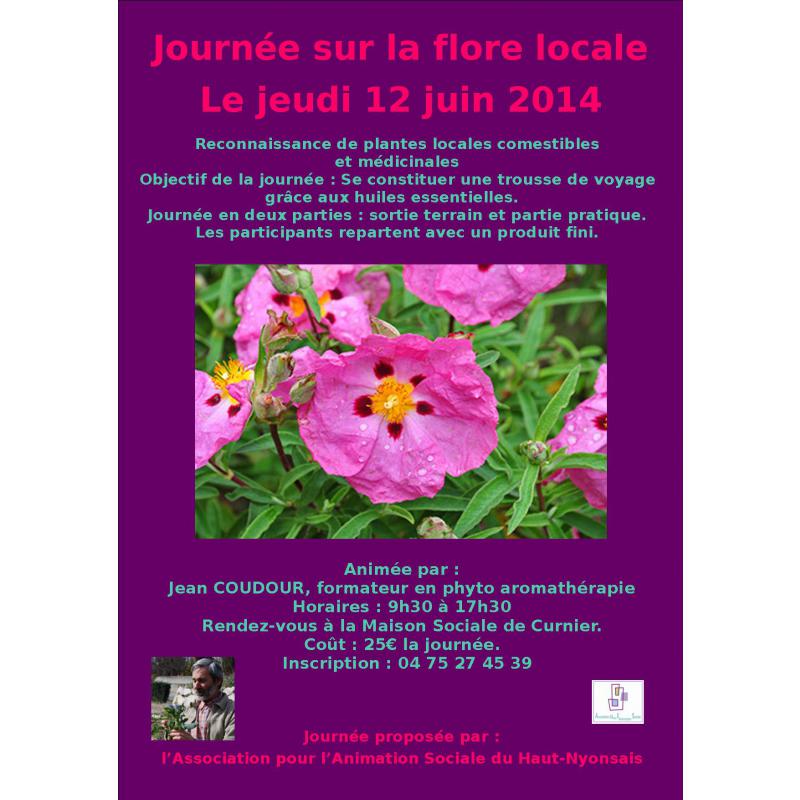 Journée sur la flore locale
Le jeudi 12 juin 2014
Reconnaissance de plantes locales comestibles
et médicinales
Objectif de la journée : Se constituer une trousse de voyage
grâce aux huiles essentielles.
Journée en deux parties : sortie terrain et partie pratique.
Les participants repartent avec un produit fini.
Animée par :
Jean COUDOUR, formateur en phyto aromathérapie
Horaires : 9h30 à 17h30
Rendez-vous à la Maison Sociale de Curnier.
Coût : 25€ la journée.
Inscription : 04 75 27 45 39
Journée proposée par :
l’Association pour l’Animation Sociale du Haut-Nyonsais